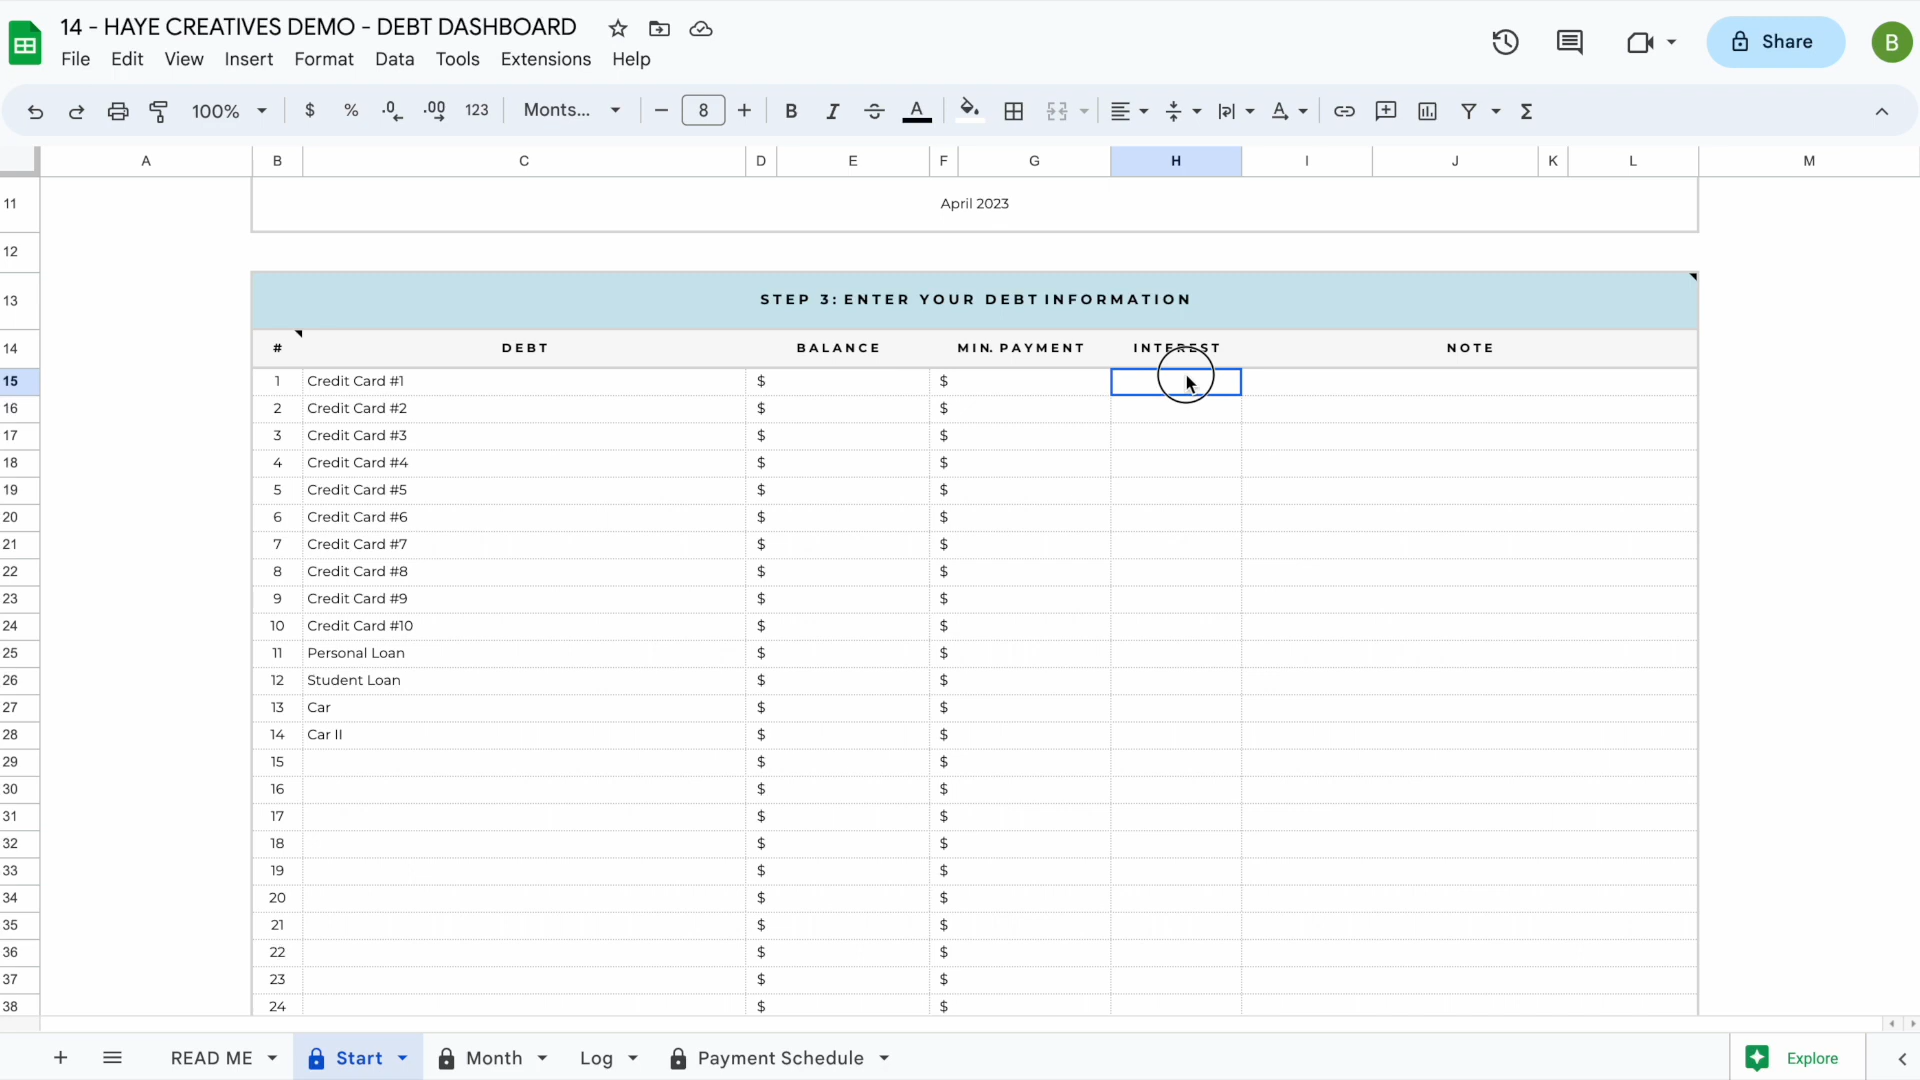 14 - HAYE CREATIVES DEMO - DEBT DASHBOARD
File Edit View Insert Format Data Tools Extensions Help
Share
B
100% $ % .0 .00 123 Monts... 8 B I S A
A B C D E F G H I J K L M
11 April 2023
12
13 STEP 3: ENTER YOUR DEBT INFORMATION
14 # DEBT BALANCE MIN. PAYMENT INTEREST NOTE
15 1 Credit Card #1 $ $
16 2 Credit Card #2 $ $
17 3 Credit Card #3 $ $
18 4 Credit Card #4 $ $
19 5 Credit Card #5 $ $
20 6 Credit Card #6 $ $
21 7 Credit Card #7 $ $
22 8 Credit Card #8 $ $
23 9 Credit Card #9 $ $
24 10 Credit Card #10 $ $
25 11 Personal Loan $ $
26 12 Student Loan $ $
27 13 Car $ $
28 14 Car II $ $
29 15 $ $
30 16 $ $
31 17 $ $
32 18 $ $
33 19 $ $
34 20 $ $
35 21 $ $
36 22 $ $
37 23 $ $
38 24 $ $
READ ME Start Month Log Payment Schedule Explore